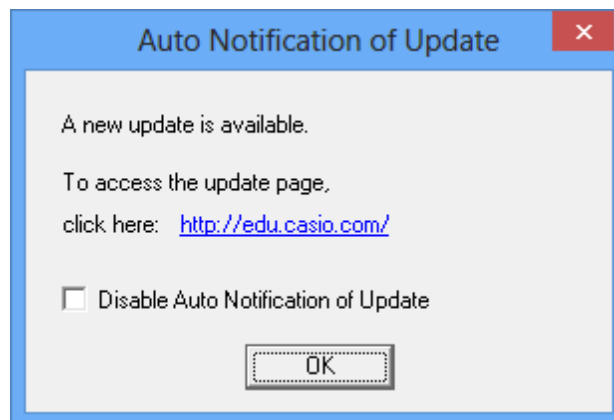 Auto Notification of Update
A new update is available.
To access the update page,
click here: http://edu.casio.com/
Disable Auto Notification of Update
OK